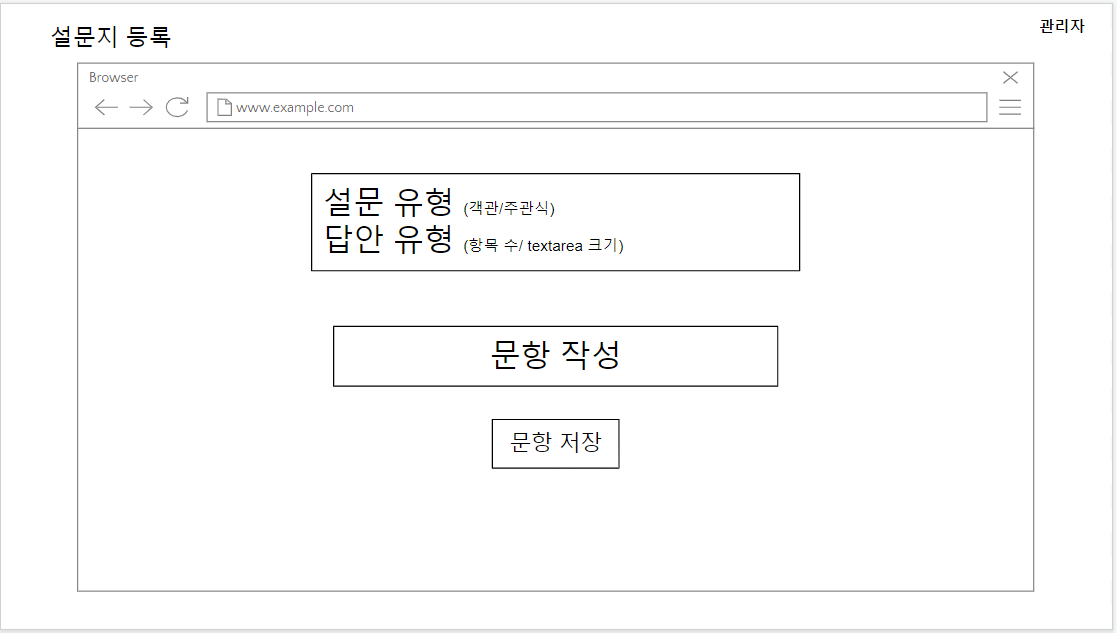 설문지 등록
관리자
Browser
www.example.com
설문 유형 (객관/주관식)
답안 유형 (항목 수/ textarea 크기)
문항 작성
문항 저장